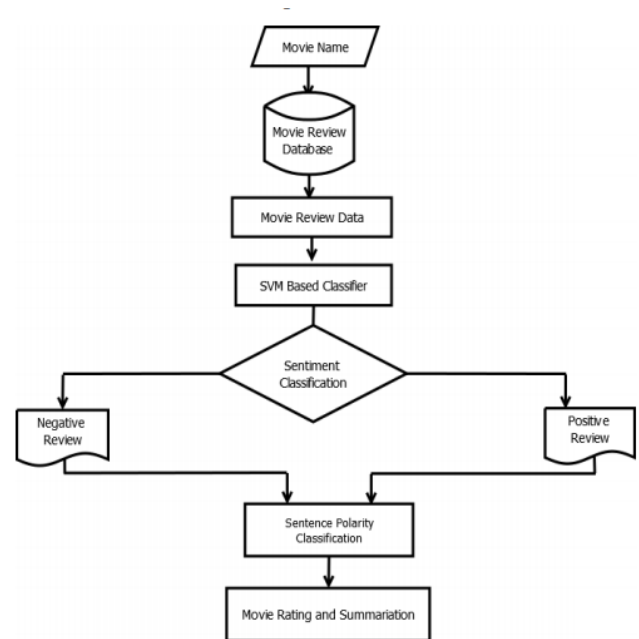 Movie Name
Movie Review
Database
Movie Review Data
SVM Based Classifier
Sentiment
Classification
Negative
Review
Positive
Review
Sentence Polarity
Classification
Movie Rating and Summariation